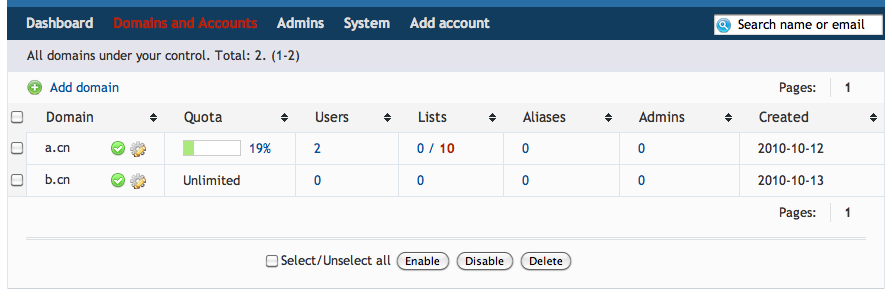 Dashboard Domains and Accounts Admins System Add account Search name or email
All domains under your control. Total: 2. (1-2)
Add domain Pages: 1
Domain Quota Users Lists Aliases Admins Created
a.cn 19% 2 0 / 10 0 0 2010-10-12
b.cn Unlimited 0 0 0 0 2010-10-13
Pages: 1
Select/Unselect all Enable Disable Delete